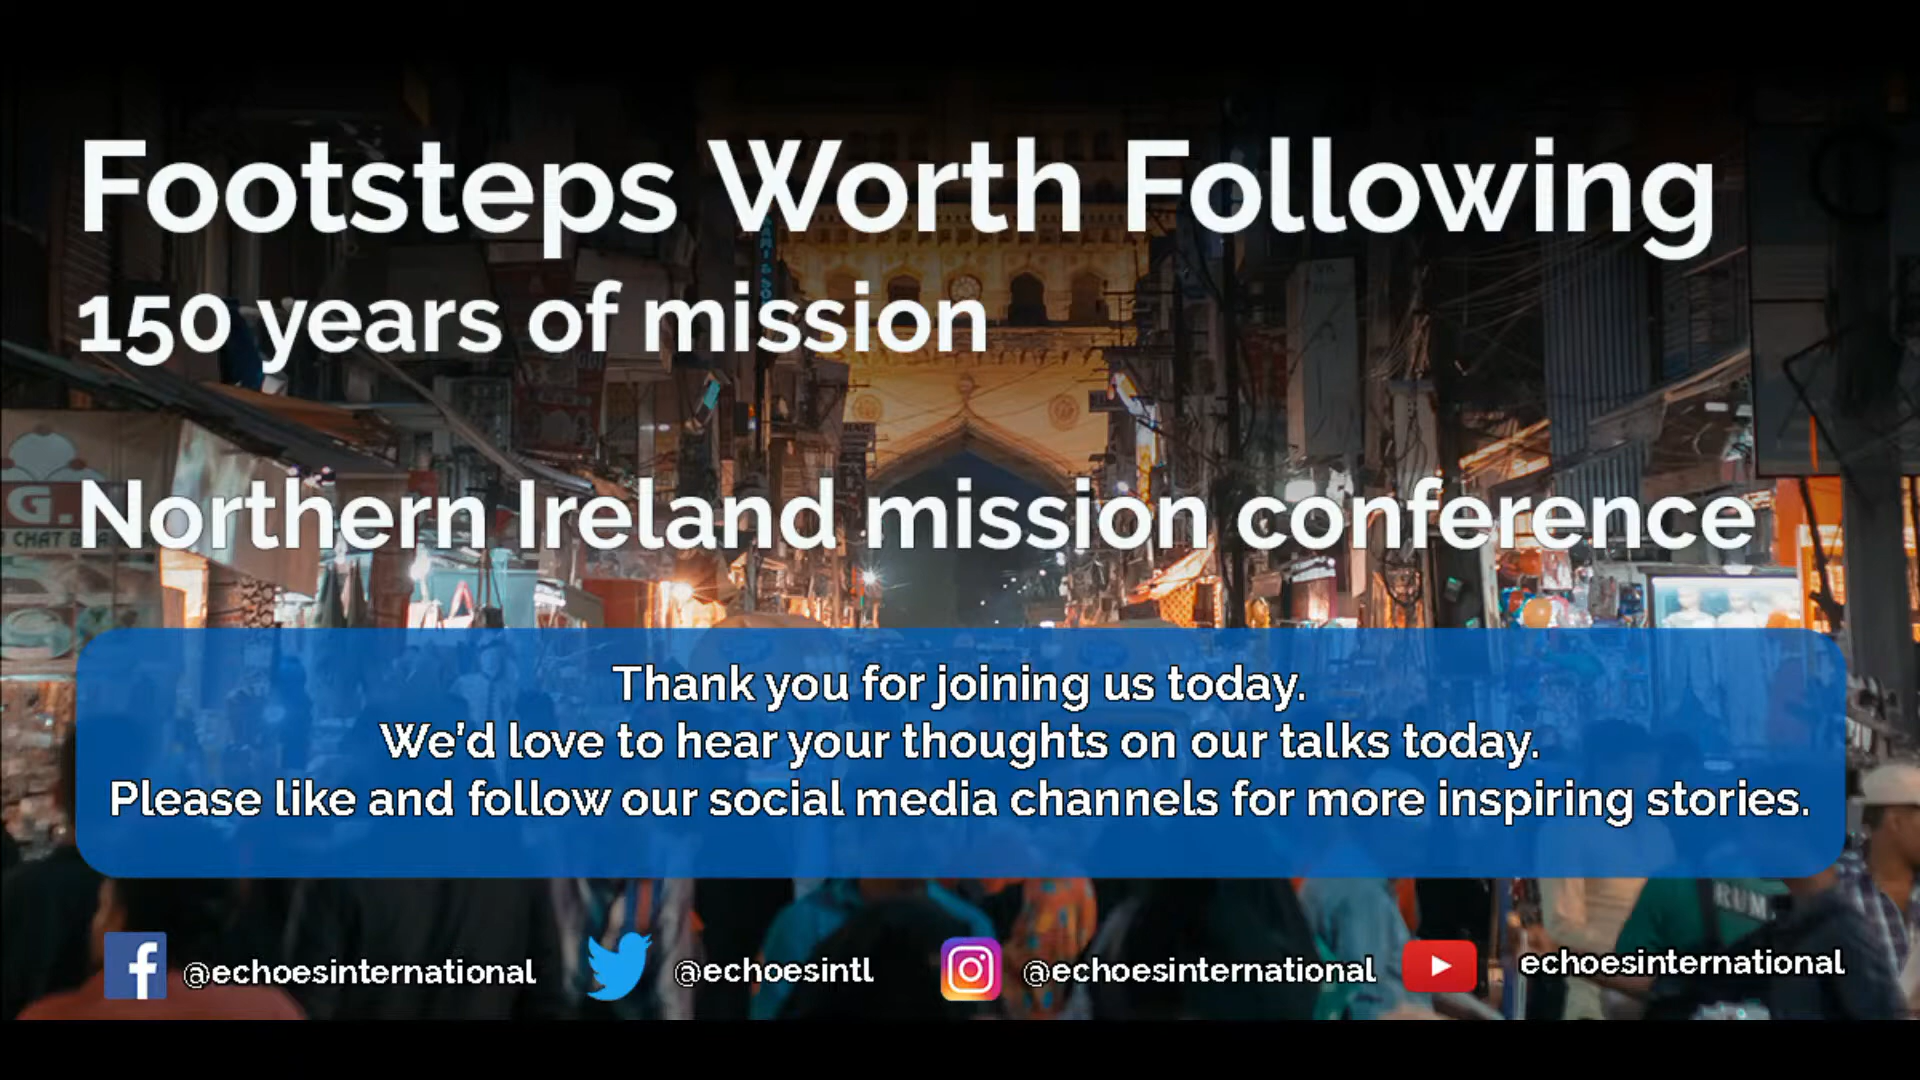 Footsteps Worth Following
150 years of mission
Northern Ireland mission conference
G.
CHAT
Thank you for joining us today.
We'd love to hear your thoughts on our talks today.
Please like and follow our social media channels for more inspiring stories.
RUM.
@echoesinternational
@echoesintl
@echoesinternational
echoesinternational